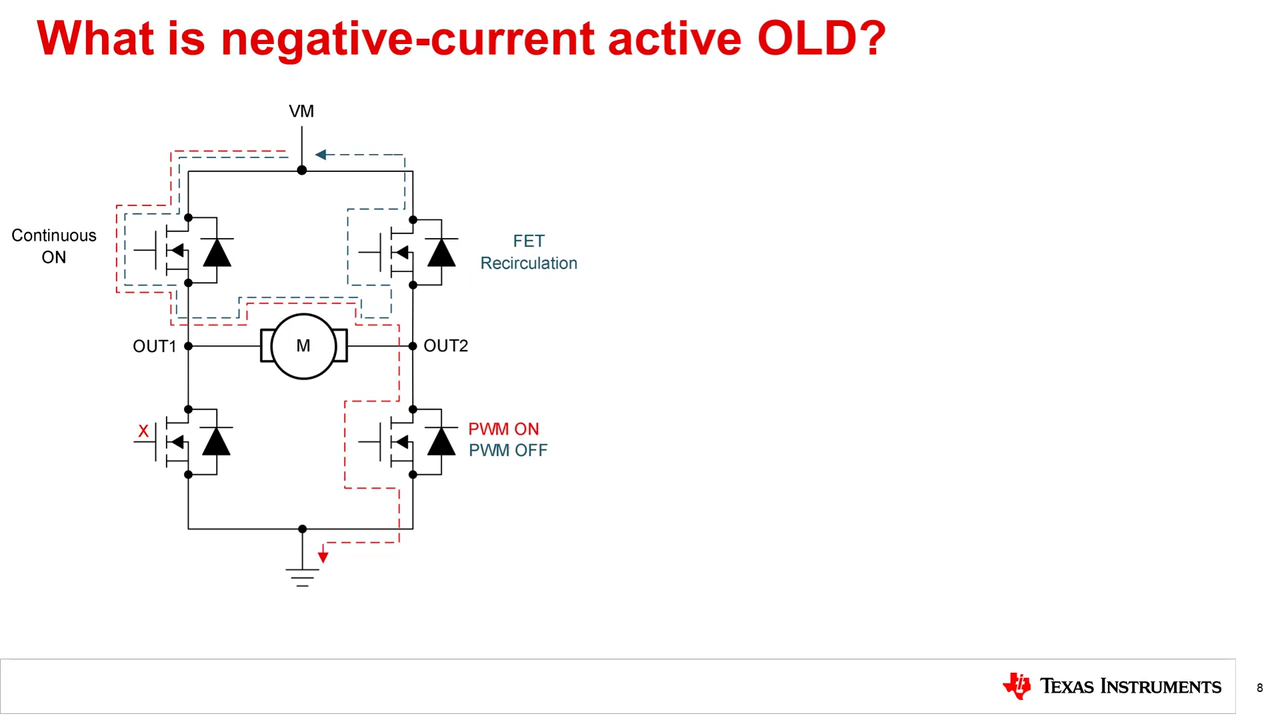 What is negative-current active OLD?
VM
Continuous
ON
FET
Recirculation
OUT1
M
OUT2
X
PWM ON
PWM OFF
TEXAS INSTRUMENTS
8